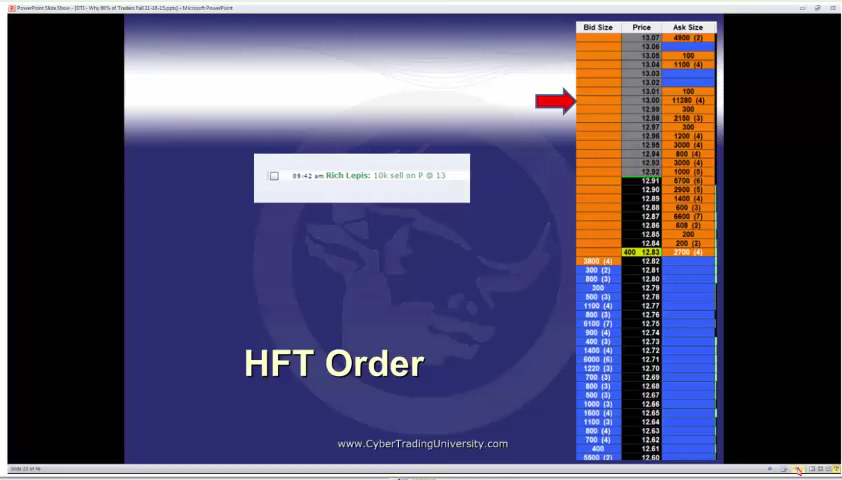 PowerPoint Slide Show - [DTI - Why 80% of Traders Fail 11-18-15.pptx] - Microsoft PowerPoint
Bid Size Price Ask Size
13.07 4900 (2)
13.06
13.05 100
13.04 1100 (4)
13.03
13.02
13.01 100
13.00 11280 (4)
12.99 300
12.98 2150 (3)
12.97 300
12.96 1200 (4)
12.95 3000 (4)
12.94 800 (4)
12.93 3000 (4)
12.92 1000 (5)
12.91 5700 (6)
12.90 2900 (5)
12.89 1400 (4)
12.88 600 (3)
12.87 6600 (7)
12.86 608 (2)
12.85 200
12.84 200 (2)
400 12.83 2700 (4)
3800 (4) 12.82
300 (2) 12.81
800 (3) 12.80
300 12.79
500 (3) 12.78
1100 (4) 12.77
800 (3) 12.76
6100 (7) 12.75
900 (4) 12.74
400 (3) 12.73
1400 (4) 12.72
6000 (6) 12.71
1220 (3) 12.70
700 (3) 12.69
800 (3) 12.68
500 (3) 12.67
1000 (3) 12.66
1600 (4) 12.65
1100 (3) 12.64
800 (4) 12.63
700 (4) 12.62
400 12.61
5500 (2) 12.60
09:42 am Rich Lepis: 10k sell on P @ 13
HFT Order
www.CyberTradingUniversity.com